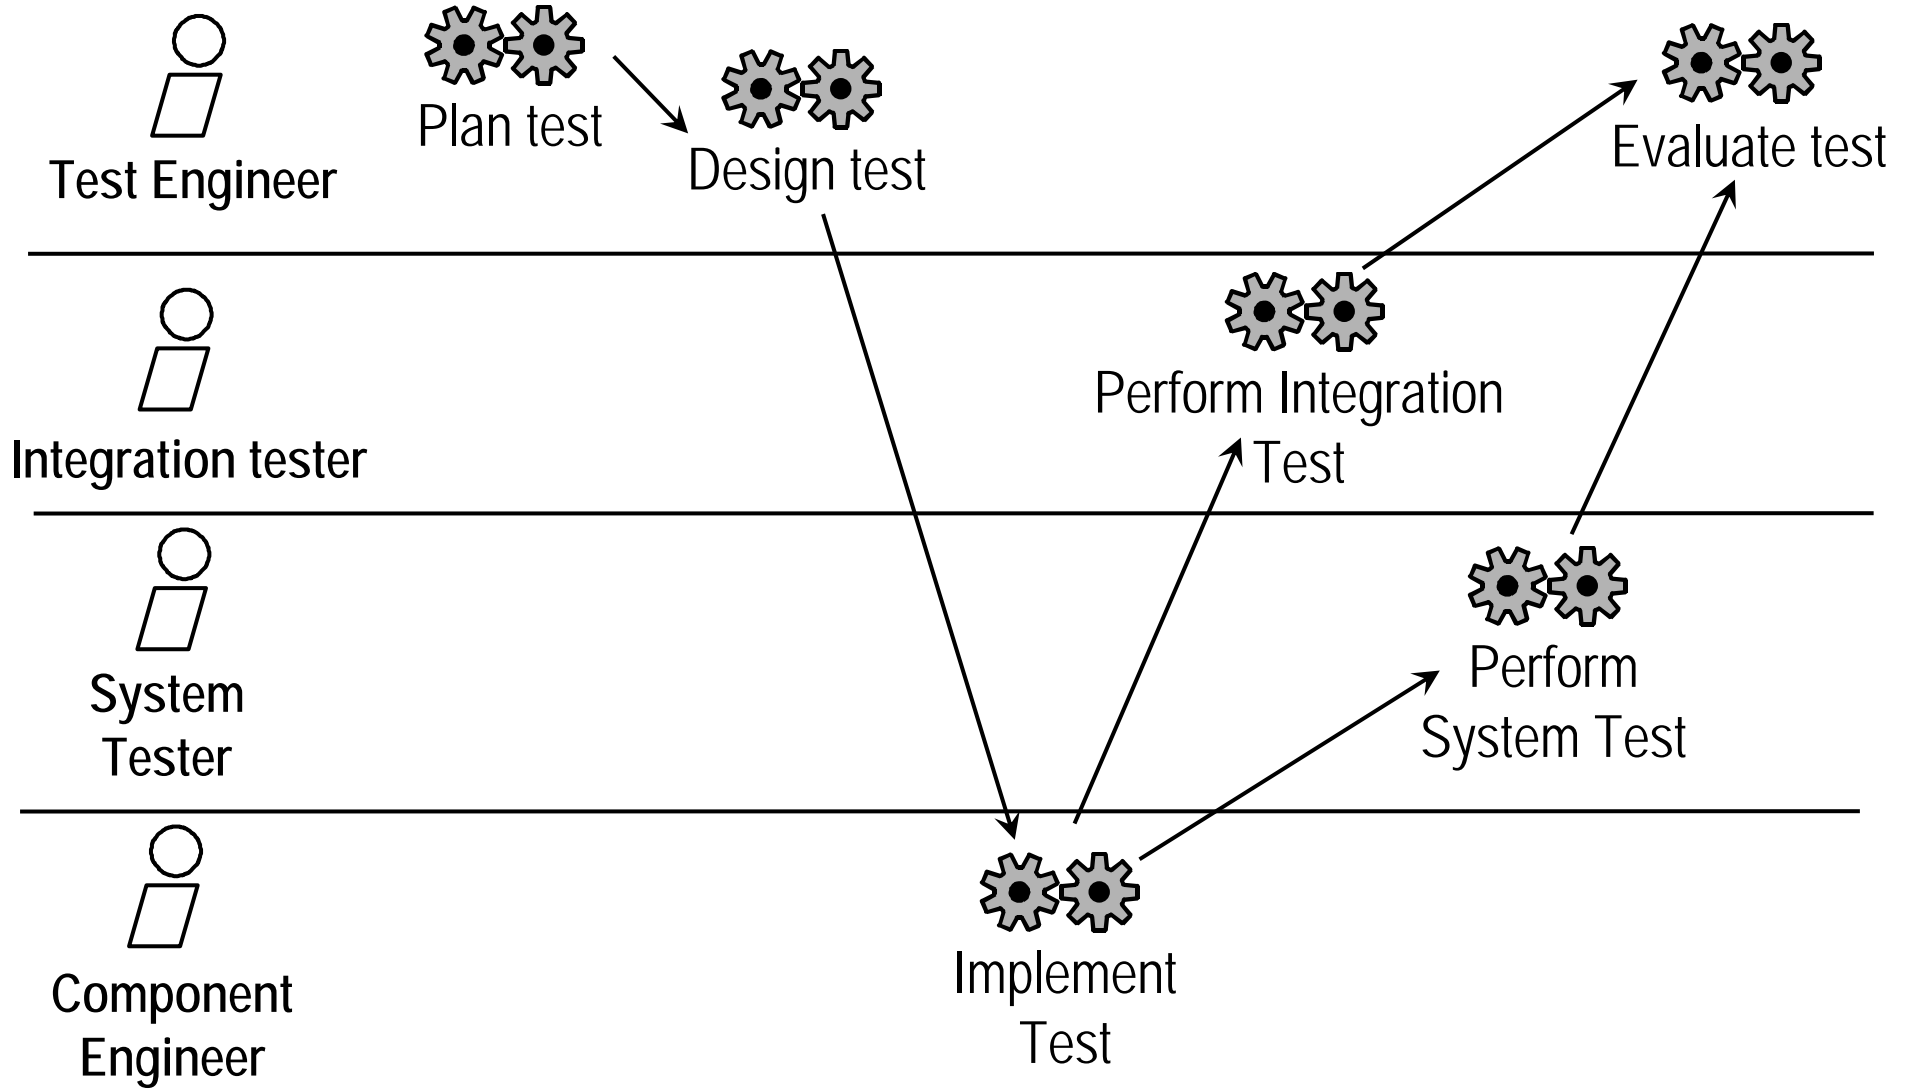 Plan test
Design test
Evaluate test
Test Engineer
Perform Integration
Test
Integration tester
Perform
System Test
System
Tester
Implement
Test
Component
Engineer